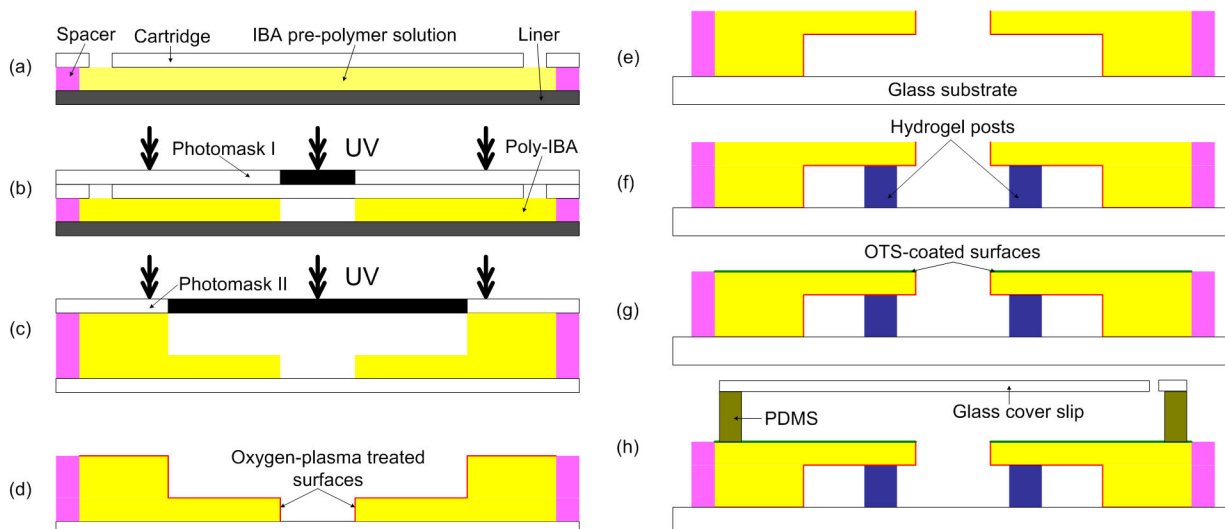 Spacer
Cartridge
IBA pre-polymer solution
Liner
(a)
Photomask I
UV
Poly-IBA
(b)
Photomask II
UV
(c)
Oxygen-plasma treated
surfaces
(d)
(e)
Glass substrate
Hydrogel posts
(f)
OTS-coated surfaces
(g)
PDMS
Glass cover slip
(h)